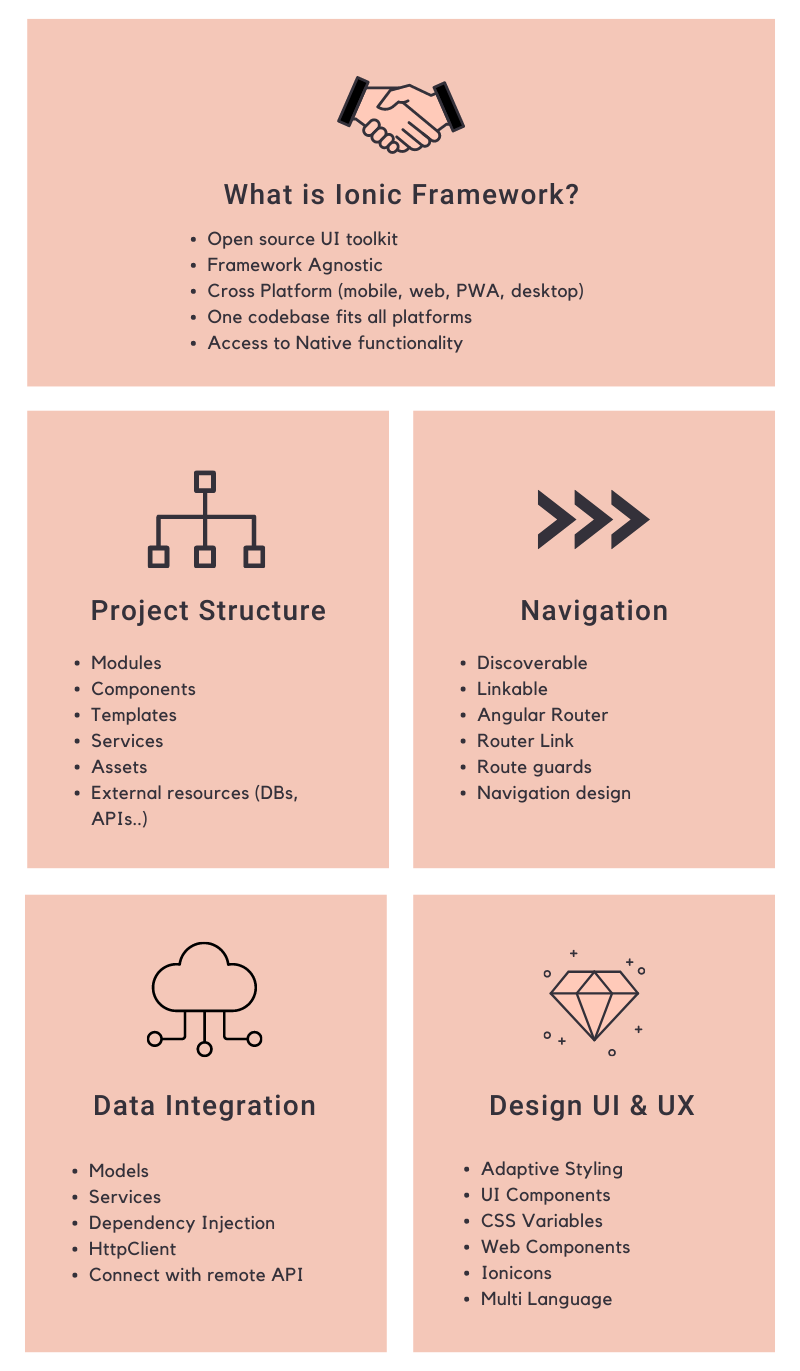 What is Ionic Framework?
• Open source UI toolkit
• Framework Agnostic
• Cross Platform (mobile, web, PWA, desktop)
• One codebase fits all platforms
• Access to Native functionality
Project Structure
• Modules
• Components
• Templates
• Services
• Assets
• External resources (DBs,
APIs..)
Navigation
• Discoverable
• Linkable
• Angular Router
• Router Link
• Route guards
• Navigation design
Data Integration
• Models
• Services
• Dependency Injection
• HttpClient
• Connect with remote API
Design UI & UX
• Adaptive Styling
• UI Components
• CSS Variables
• Web Components
• Ionicons
• Multi Language